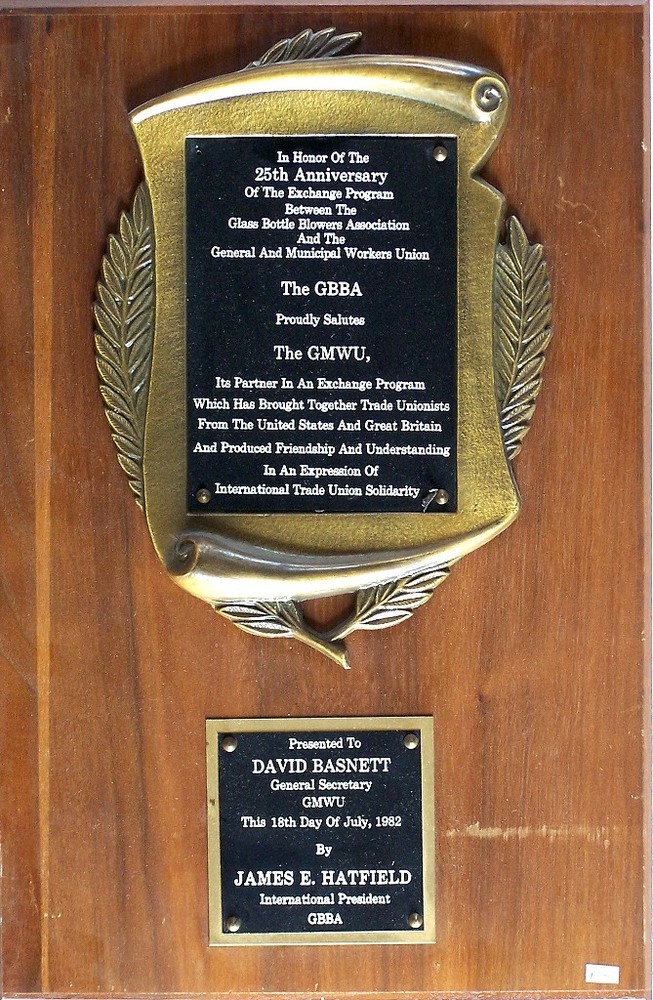 In Honor Of The
25th Anniversary
Of The Exchange Program
Between The
Glass Bottle Blowers Association
And The
General And Municipal Workers Union
The GBBA
Proudly Salutes
The GMWU,
Its Partner In An Exchange Program
Which Has Brought Together Trade Unionists
From The United States And Great Britain
And Produced Friendship And Understanding
In An Expression Of
International Trade Union Solidarity
Presented To
DAVID BASNETT
General Secretary
GMWU
This 18th Day Of July, 1982
By
JAMES E. HATFIELD
International President
GBBA